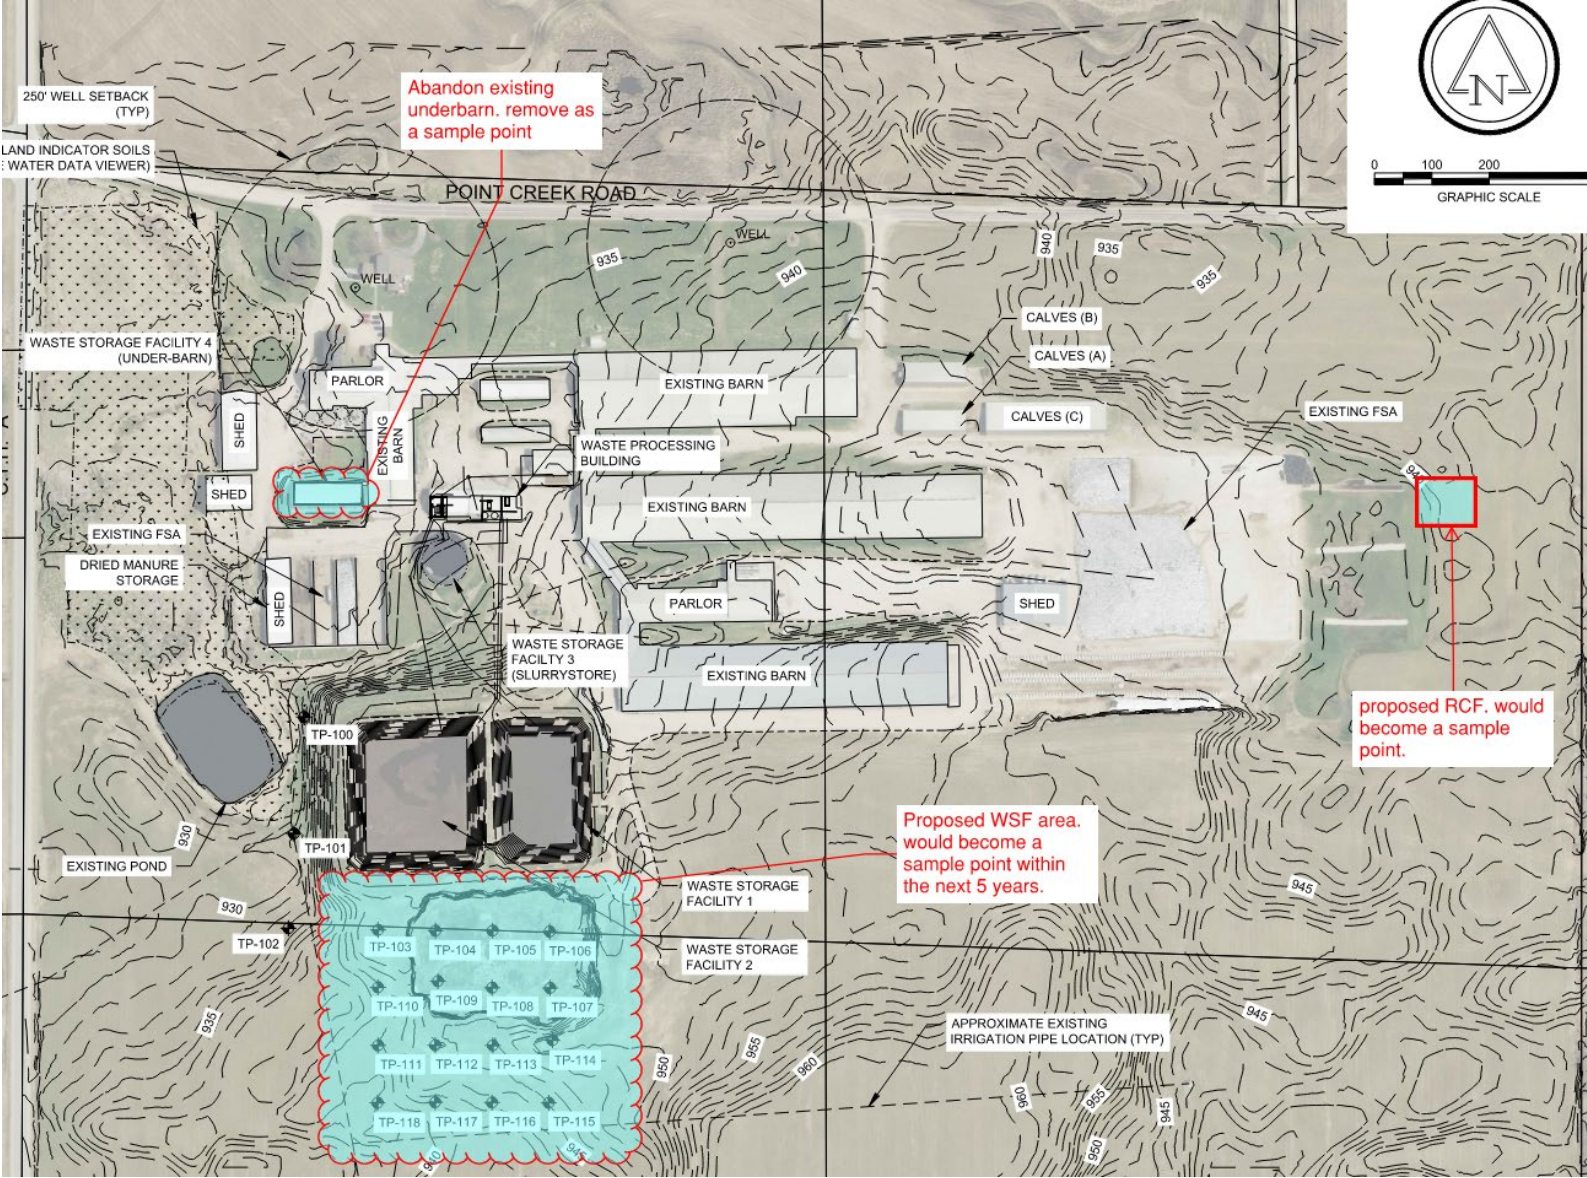 N
0 100 200
GRAPHIC SCALE
250' WELL SETBACK
(TYP)
LAND INDICATOR SOILS
WATER DATA VIEWER)
Abandon existing
underbarn. remove as
a sample point
POINT CREEK ROAD
WELL
WELL
935
940
940
935
935
WASTE STORAGE FACILITY 4
(UNDER-BARN)
CALVES (B)
CALVES (A)
CALVES (C)
EXISTING FSA
PARLOR
EXISTING BARN
SHED
EXISTING
BARN
WASTE PROCESSING
BUILDING
SHED
EXISTING BARN
EXISTING FSA
DRIED MANURE
STORAGE
SHED
PARLOR
SHED
WASTE STORAGE
FACILTY 3
(SLURRYSTORE)
EXISTING BARN
proposed RCF. would
become a sample
point.
TP-100
TP-101
930
EXISTING POND
Proposed WSF area.
would become a
sample point within
the next 5 years.
WASTE STORAGE
FACILITY 1
945
930
TP-102
TP-103
TP-104
TP-105
TP-106
WASTE STORAGE
FACILITY 2
TP-110
TP-109
TP-108
TP-107
935
945
APPROXIMATE EXISTING
IRRIGATION PIPE LOCATION (TYP)
TP-111
TP-112
TP-113
TP-114
950
955
960
960
955
945
TP-118
TP-117
TP-116
TP-115
940
945
950